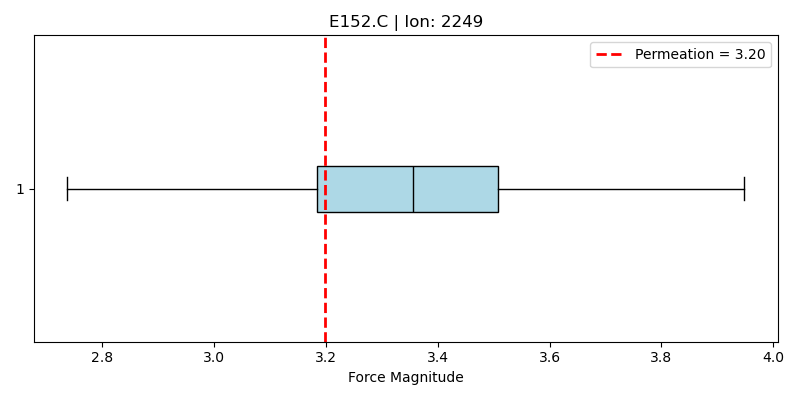 E152.C | Ion: 2249
Permeation = 3.20
1
2.8 3.0 3.2 3.4 3.6 3.8 4.0
Force Magnitude